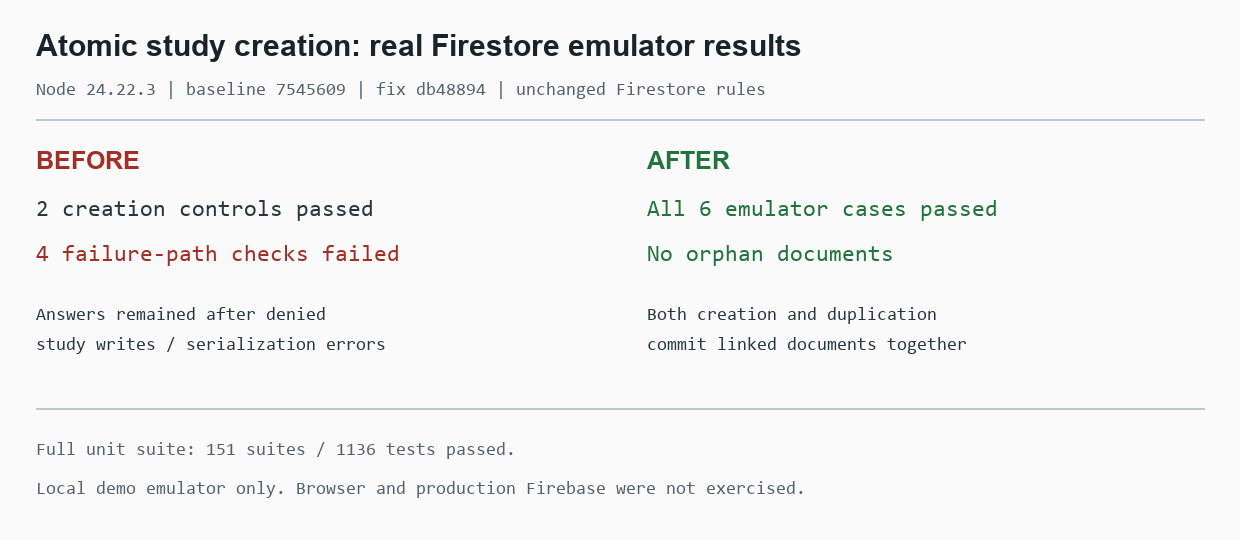 Atomic study creation: real Firestore emulator results
Node 24.22.3 | baseline 7545609 | fix db48894 | unchanged Firestore rules
BEFORE
2 creation controls passed
4 failure-path checks failed
Answers remained after denied
study writes / serialization errors
AFTER
All 6 emulator cases passed
No orphan documents
Both creation and duplication
commit linked documents together
Full unit suite: 151 suites / 1136 tests passed.
Local demo emulator only. Browser and production Firebase were not exercised.